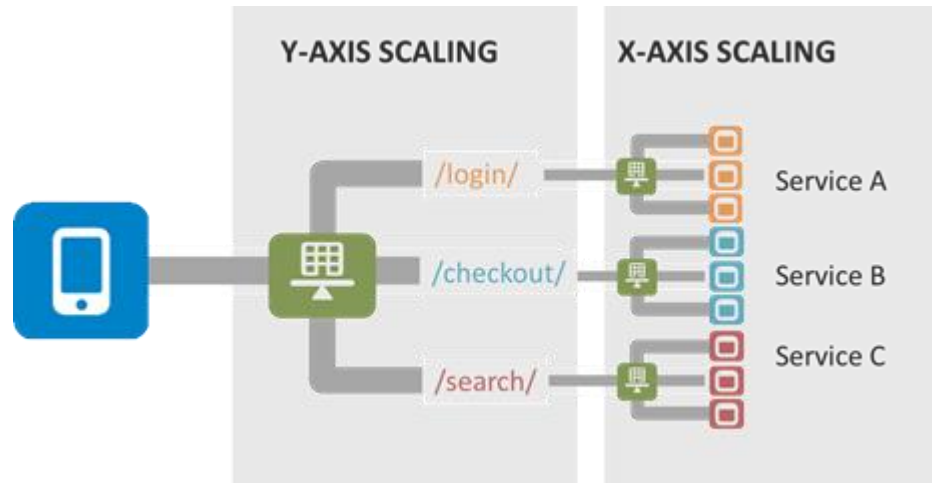 Y-AXIS SCALING
X-AXIS SCALING
/login/
Service A
/checkout/
Service B
/search/
Service C